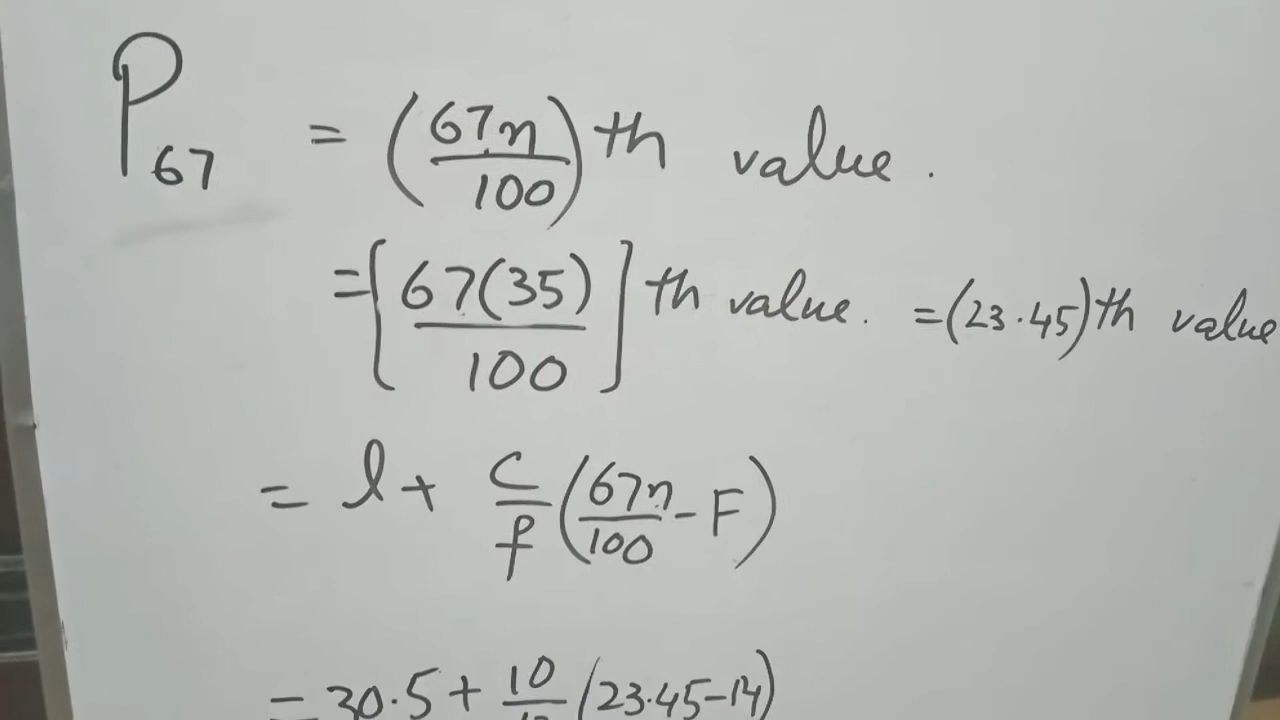 P₆₇ = (67n/100)th value.
= [67(35)/100]th value. = (23.45)th value
= l + C/f (67n/100 - F)
= 30.5 + 10/ (23.45-14)